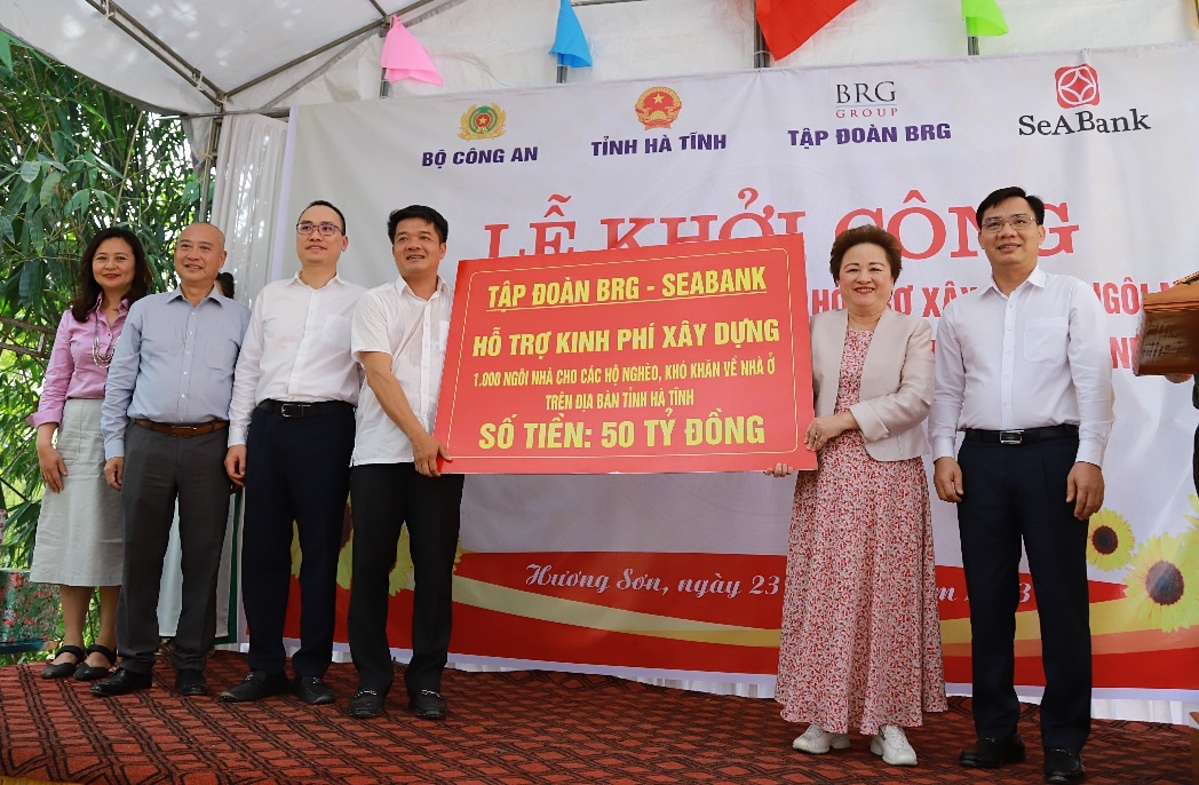 BỘ CÔNG AN
TỈNH HÀ TĨNH
BRG
GROUP
TẬP ĐOÀN BRG
SeABank
LỄ KHỞI CÔNG
TẬP ĐOÀN BRG - SEABANK
HỖ TRỢ KINH PHÍ XÂY DỰNG
1.000 NGÔI NHÀ CHO CÁC HỘ NGHÈO, KHÓ KHĂN VỀ NHÀ Ở
TRÊN ĐỊA BÀN TỈNH HÀ TĨNH
SỐ TIỀN: 50 TỶ ĐỒNG
NGÔI
Hương Sơn, ngày 23